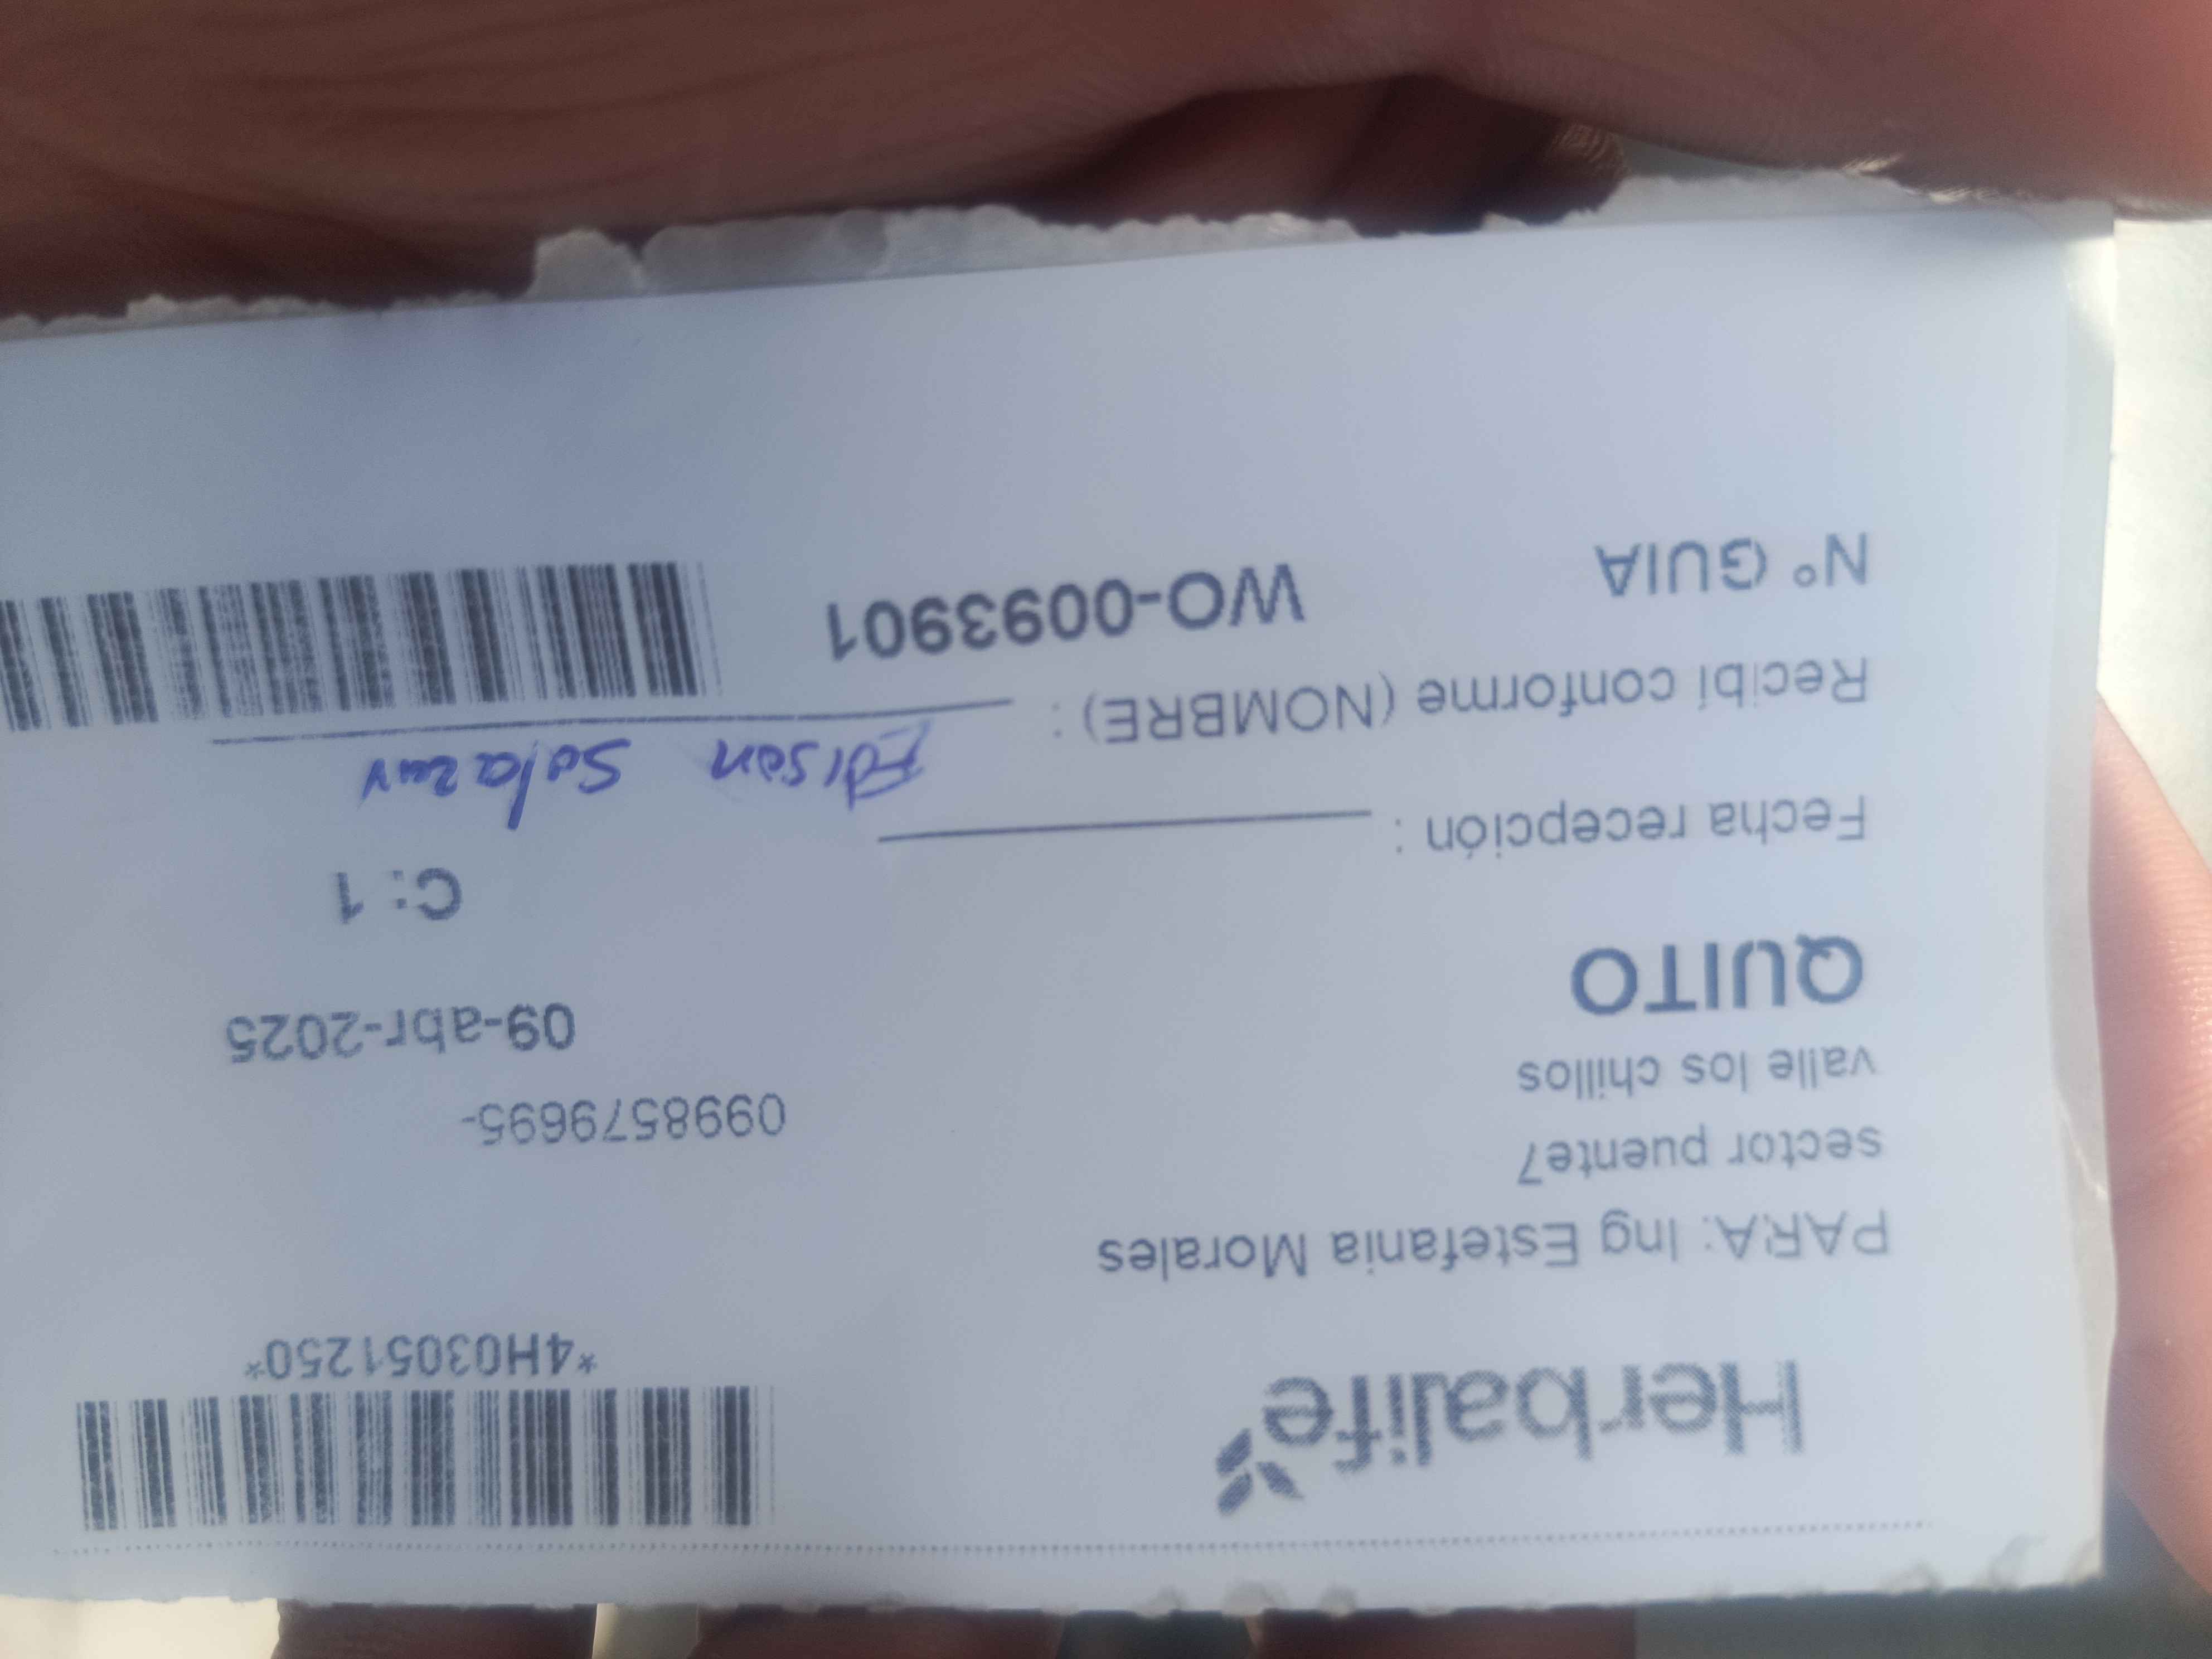 Herbalife
*4H03051250*
PARA: Ing Estefania Morales
sector puente7
0998579695-
valle los chillos
09-abr-2025
QUITO
C: 1
Fecha recepción :
Recibí conforme (NOMBRE) : Edison Salazar
N° GUIA WO-0093901